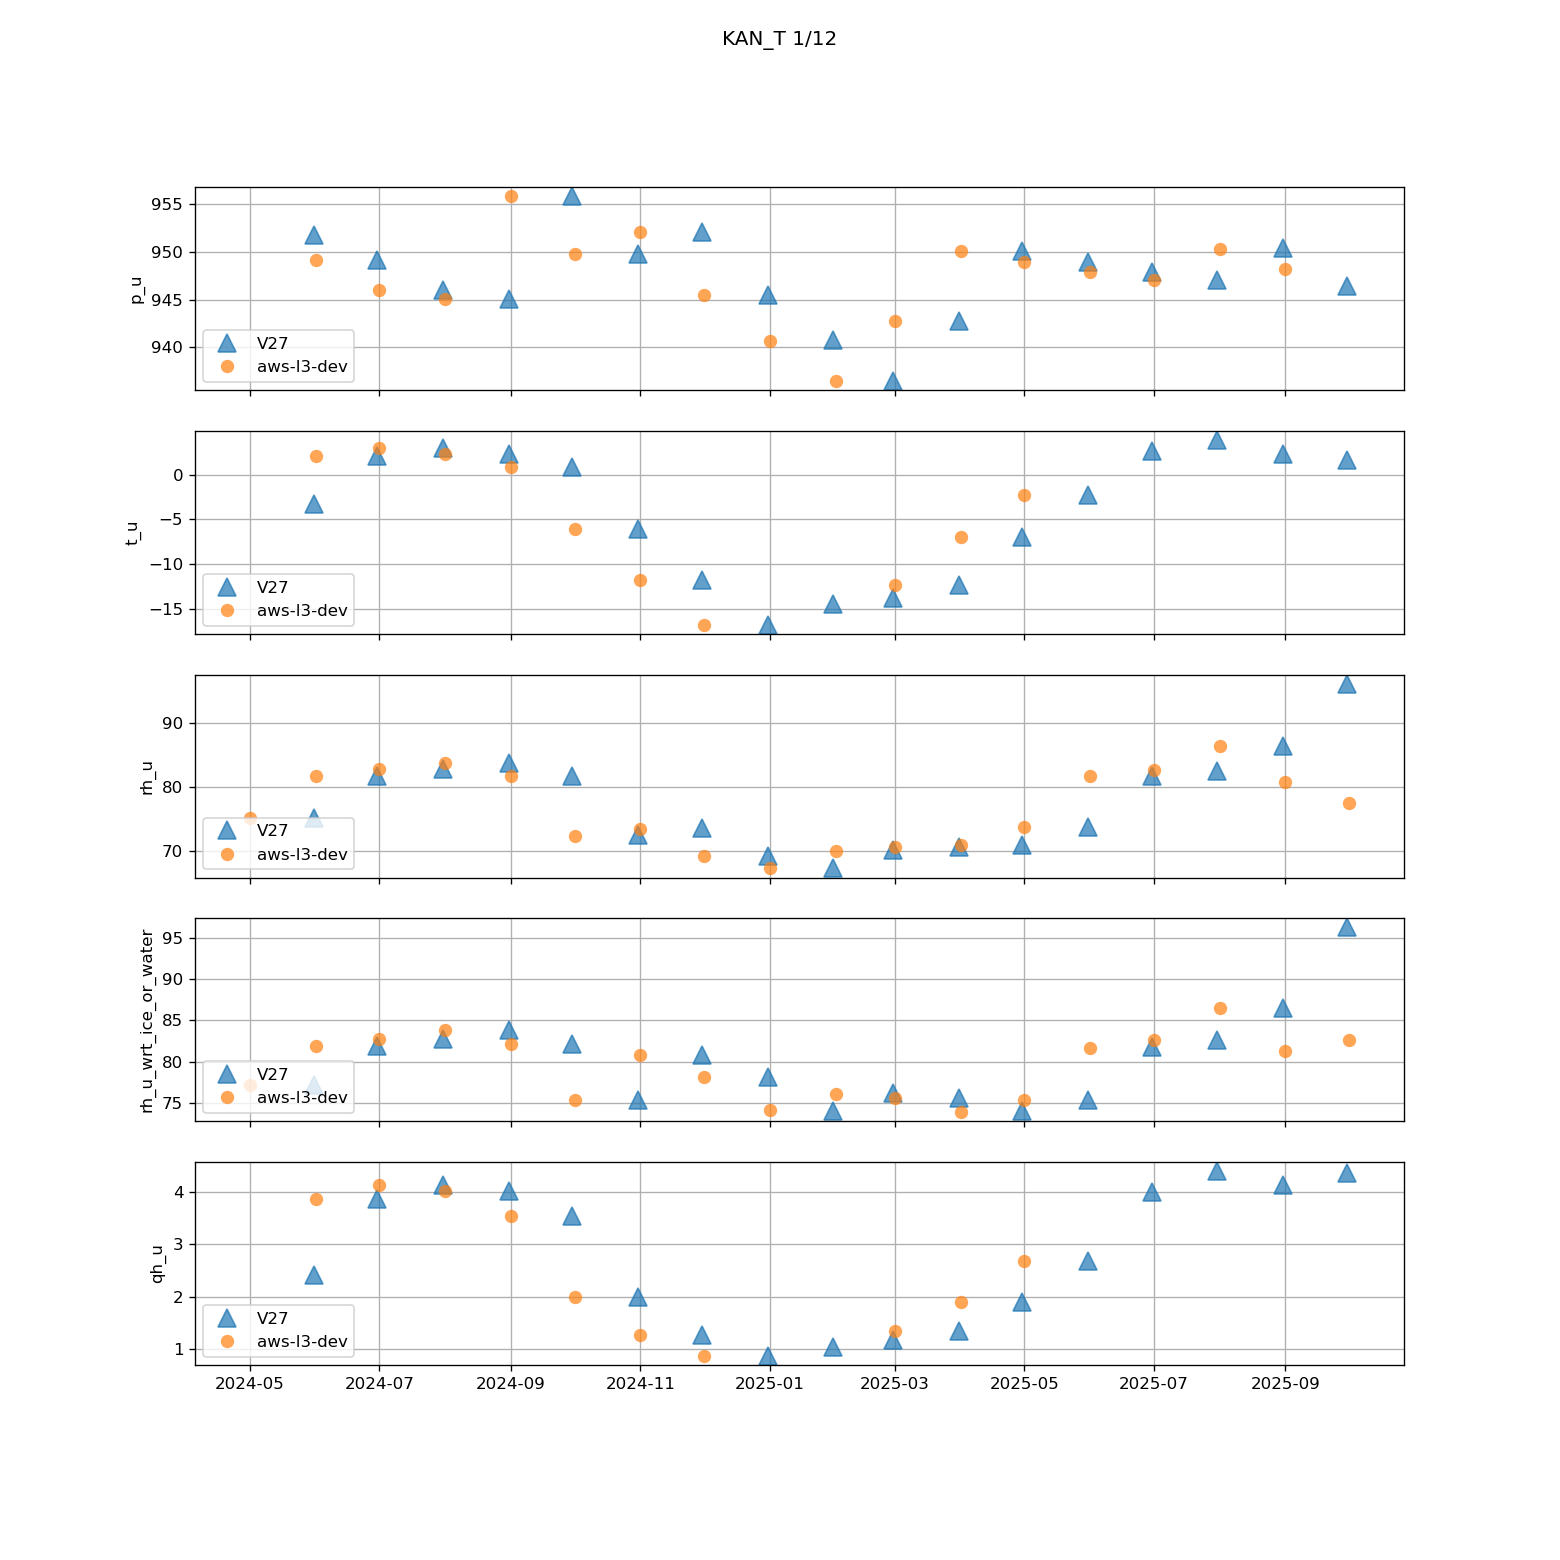 KAN_T 1/12
p_u
955
950
945
940
V27
aws-l3-dev
t_u
0
−5
−10
−15
V27
aws-l3-dev
rh_u
90
80
70
V27
aws-l3-dev
rh_u_wrt_ice_or_water
95
90
85
80
75
V27
aws-l3-dev
qh_u
4
3
2
1
V27
aws-l3-dev
2024-05 2024-07 2024-09 2024-11 2025-01 2025-03 2025-05 2025-07 2025-09